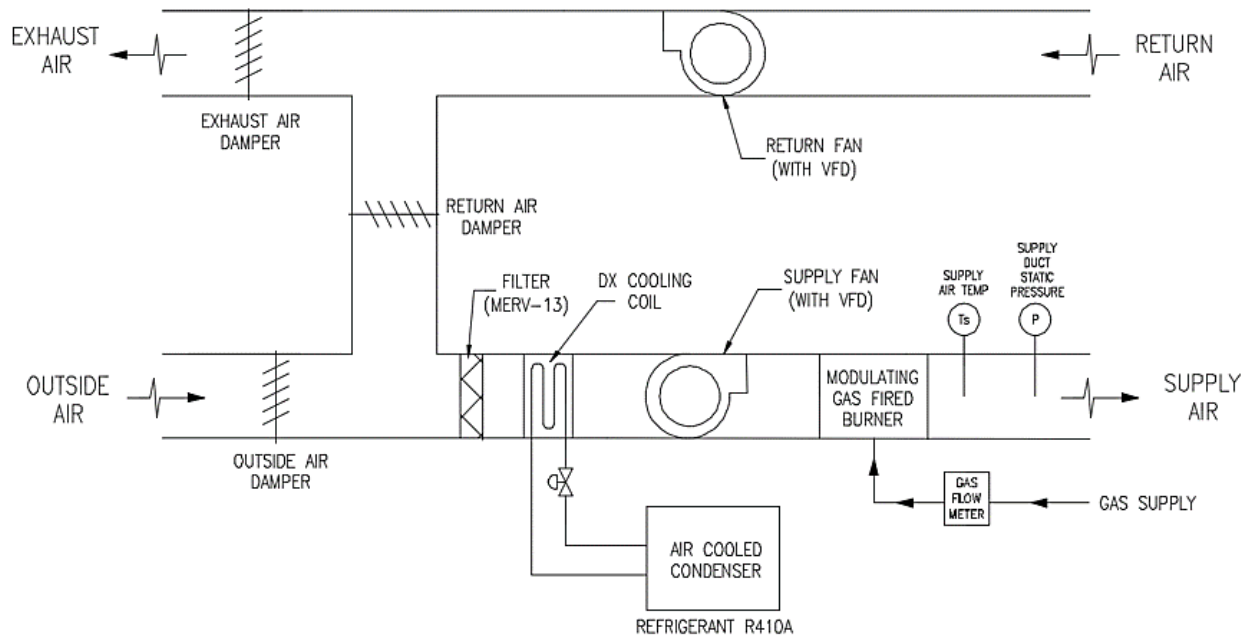 EXHAUST
AIR
RETURN
AIR
EXHAUST AIR
DAMPER
RETURN FAN
(WITH VFD)
RETURN AIR
DAMPER
FILTER
(MERV-13)
DX COOLING
COIL
SUPPLY FAN
(WITH VFD)
SUPPLY
AIR TEMP
SUPPLY
DUCT
STATIC
PRESSURE
Ts
P
OUTSIDE
AIR
MODULATING
GAS FIRED
BURNER
SUPPLY
AIR
OUTSIDE AIR
DAMPER
GAS
FLOW
METER
GAS SUPPLY
AIR COOLED
CONDENSER
REFRIGERANT R410A